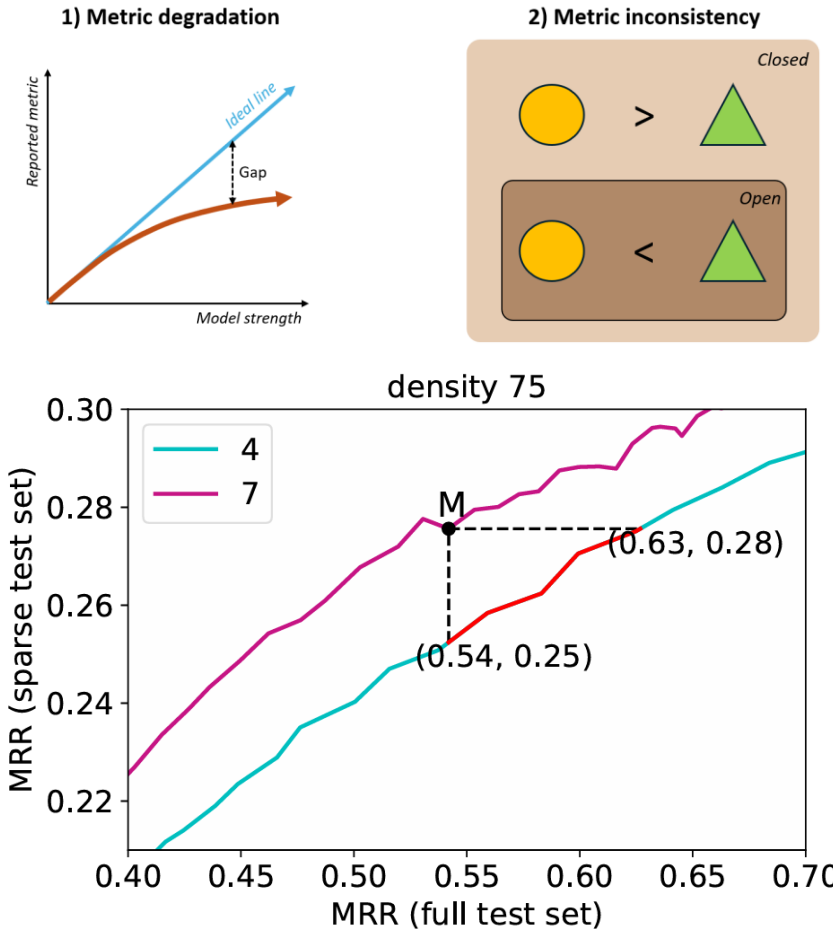 1) Metric degradation
Reported metric
Ideal line
Gap
Model strength
2) Metric inconsistency
Closed
>
Open
<
density 75
MRR (sparse test set)
0.30
0.28
0.26
0.24
0.22
4
7
M
(0.63, 0.28)
(0.54, 0.25)
0.40 0.45 0.50 0.55 0.60 0.65 0.70
MRR (full test set)